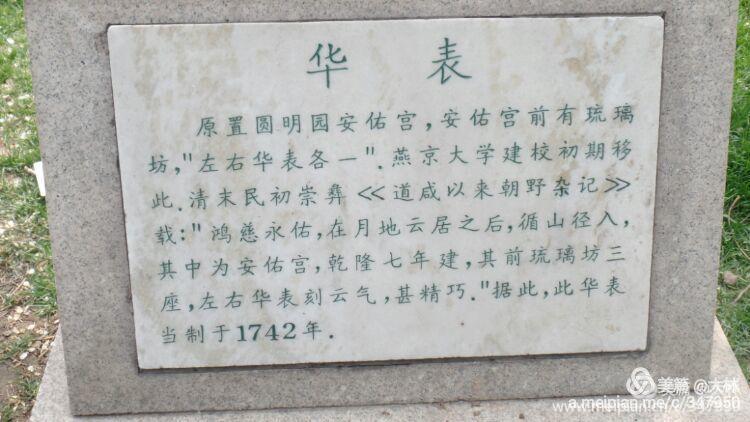 华表
原置圆明园安佑宫,安佑宫前有琉璃
坊,"左右华表各一".燕京大学建校初期移
此.清末民初崇彝≪道咸以来朝野杂记≫
载:"鸿慈永佑,在月地云居之后,循山径入,
其中为安佑宫,乾隆七年建,其前琉璃坊三
座,左右华表刻云气,甚精巧."据此,此华表
当制于1742年.
美篇 @大林
a.meipian.me/c/347950